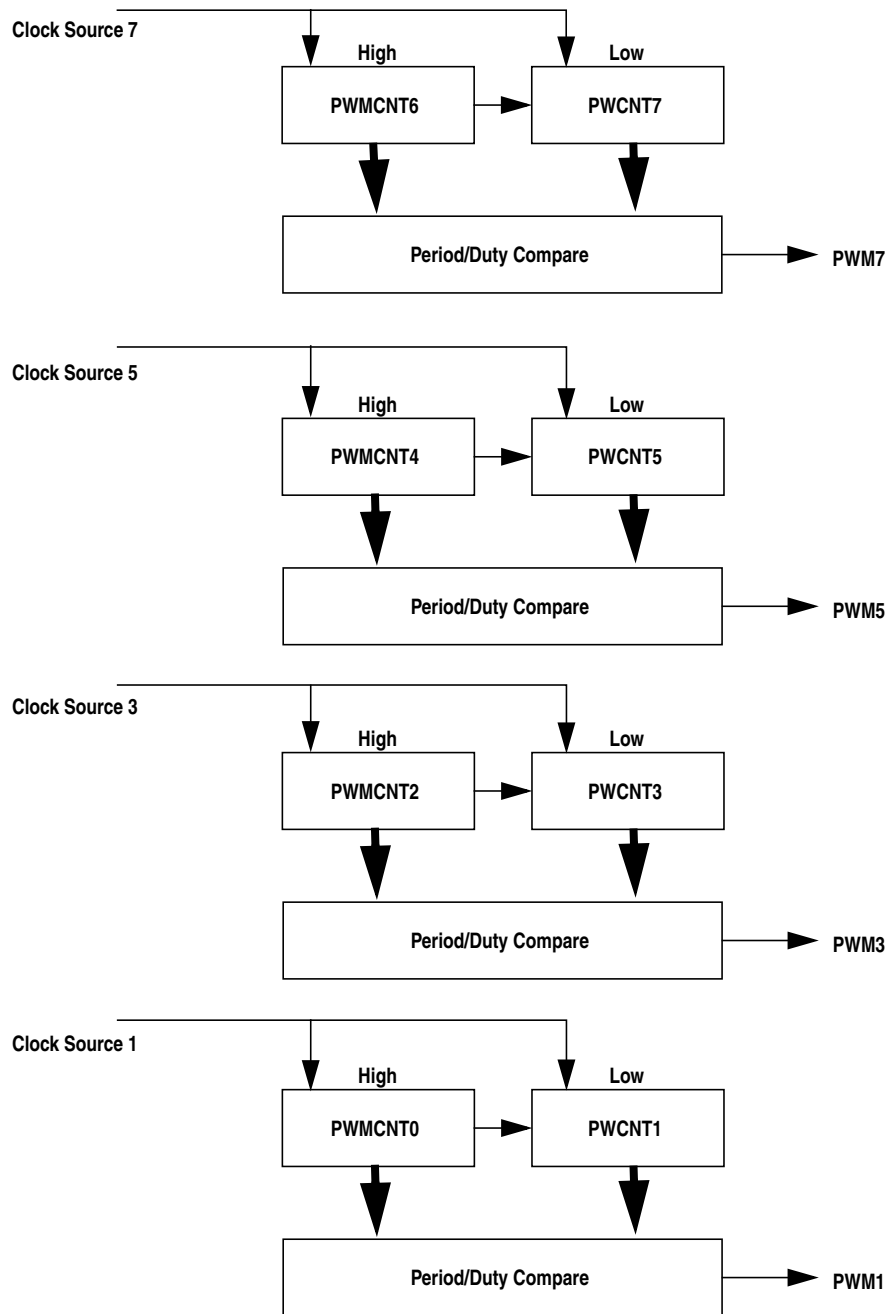 Clock Source 7
High
Low
PWMCNT6
PWCNT7
Period/Duty Compare
PWM7
Clock Source 5
High
Low
PWMCNT4
PWCNT5
Period/Duty Compare
PWM5
Clock Source 3
High
Low
PWMCNT2
PWCNT3
Period/Duty Compare
PWM3
Clock Source 1
High
Low
PWMCNT0
PWCNT1
Period/Duty Compare
PWM1